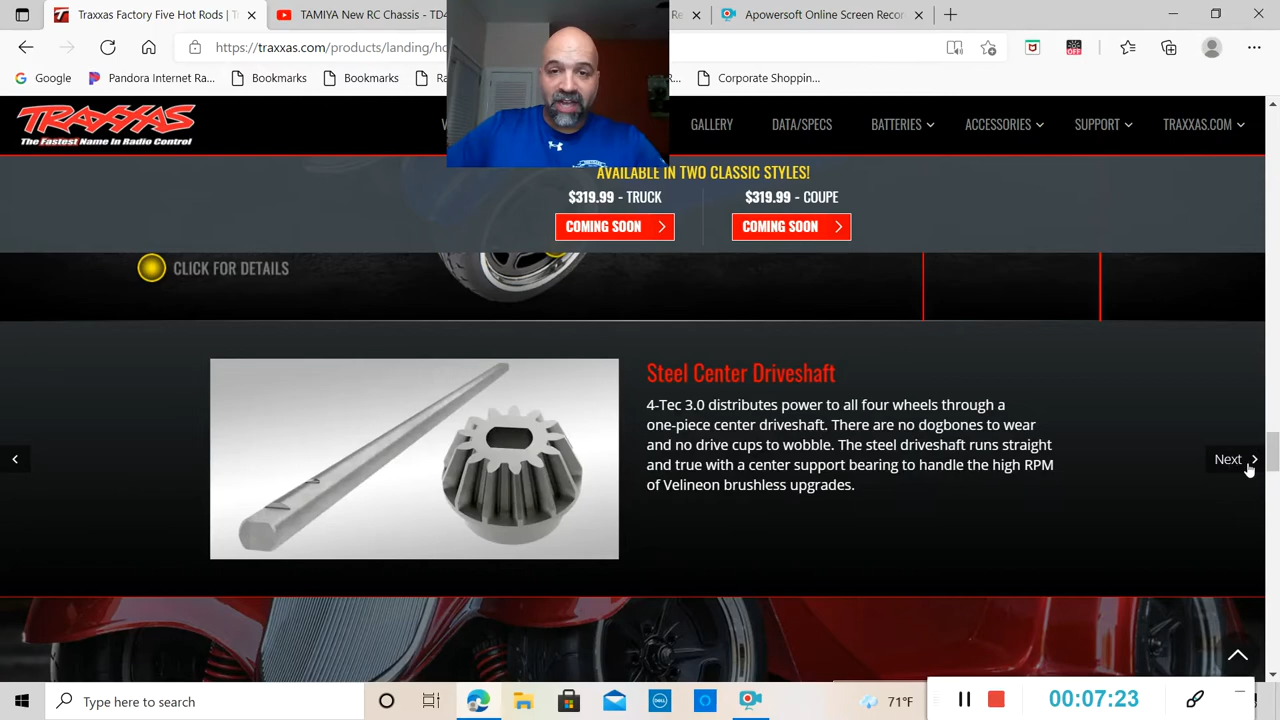 Traxxas Factory Five Hot Rods | T
TAMIYA New RC Chassis - TD4
Re
Apowersoft Online Screen Recor
https://traxxas.com/products/landing/ho
OFF
Google
Pandora Internet Ra...
Bookmarks
Bookmarks
Ra
R...
Corporate Shoppin...
TRAXXAS
The Fastest Name In Radio Control
V
GALLERY
DATA/SPECS
BATTERIES
ACCESSORIES
SUPPORT
TRAXXAS.COM
AVAILABLE IN TWO CLASSIC STYLES!
$319.99 - TRUCK
$319.99 - COUPE
COMING SOON
COMING SOON
CLICK FOR DETAILS
Steel Center Driveshaft
4-Tec 3.0 distributes power to all four wheels through a
one-piece center driveshaft. There are no dogbones to wear
and no drive cups to wobble. The steel driveshaft runs straight
and true with a center support bearing to handle the high RPM
of Velineon brushless upgrades.
Next
Type here to search
DELL
71°F
00:07:23